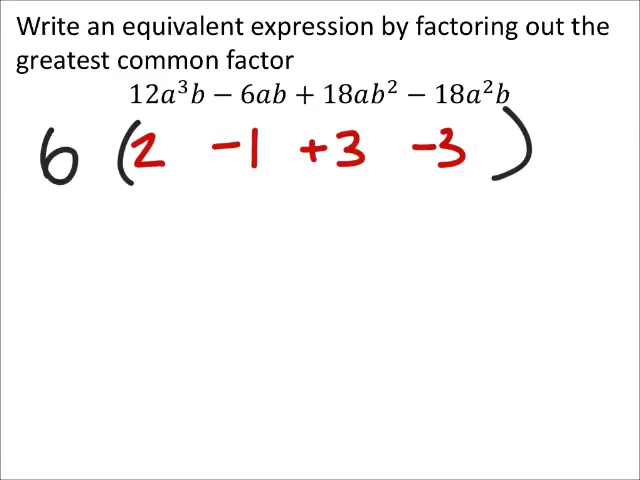 Write an equivalent expression by factoring out the
greatest common factor
12a³b − 6ab + 18ab² − 18a²b
6 (2 -1 +3 -3 )